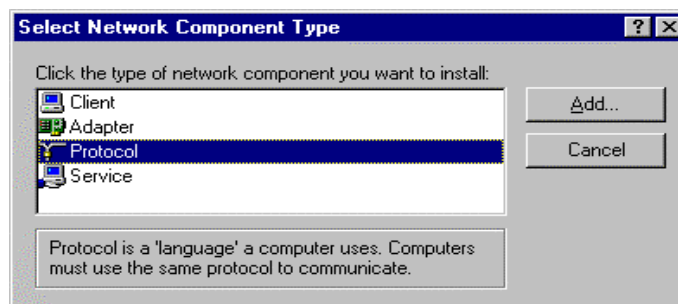 Select Network Component Type
Click the type of network component you want to install:
Client
Adapter
Protocol
Service
Add...
Cancel
Protocol is a 'language' a computer uses. Computers
must use the same protocol to communicate.